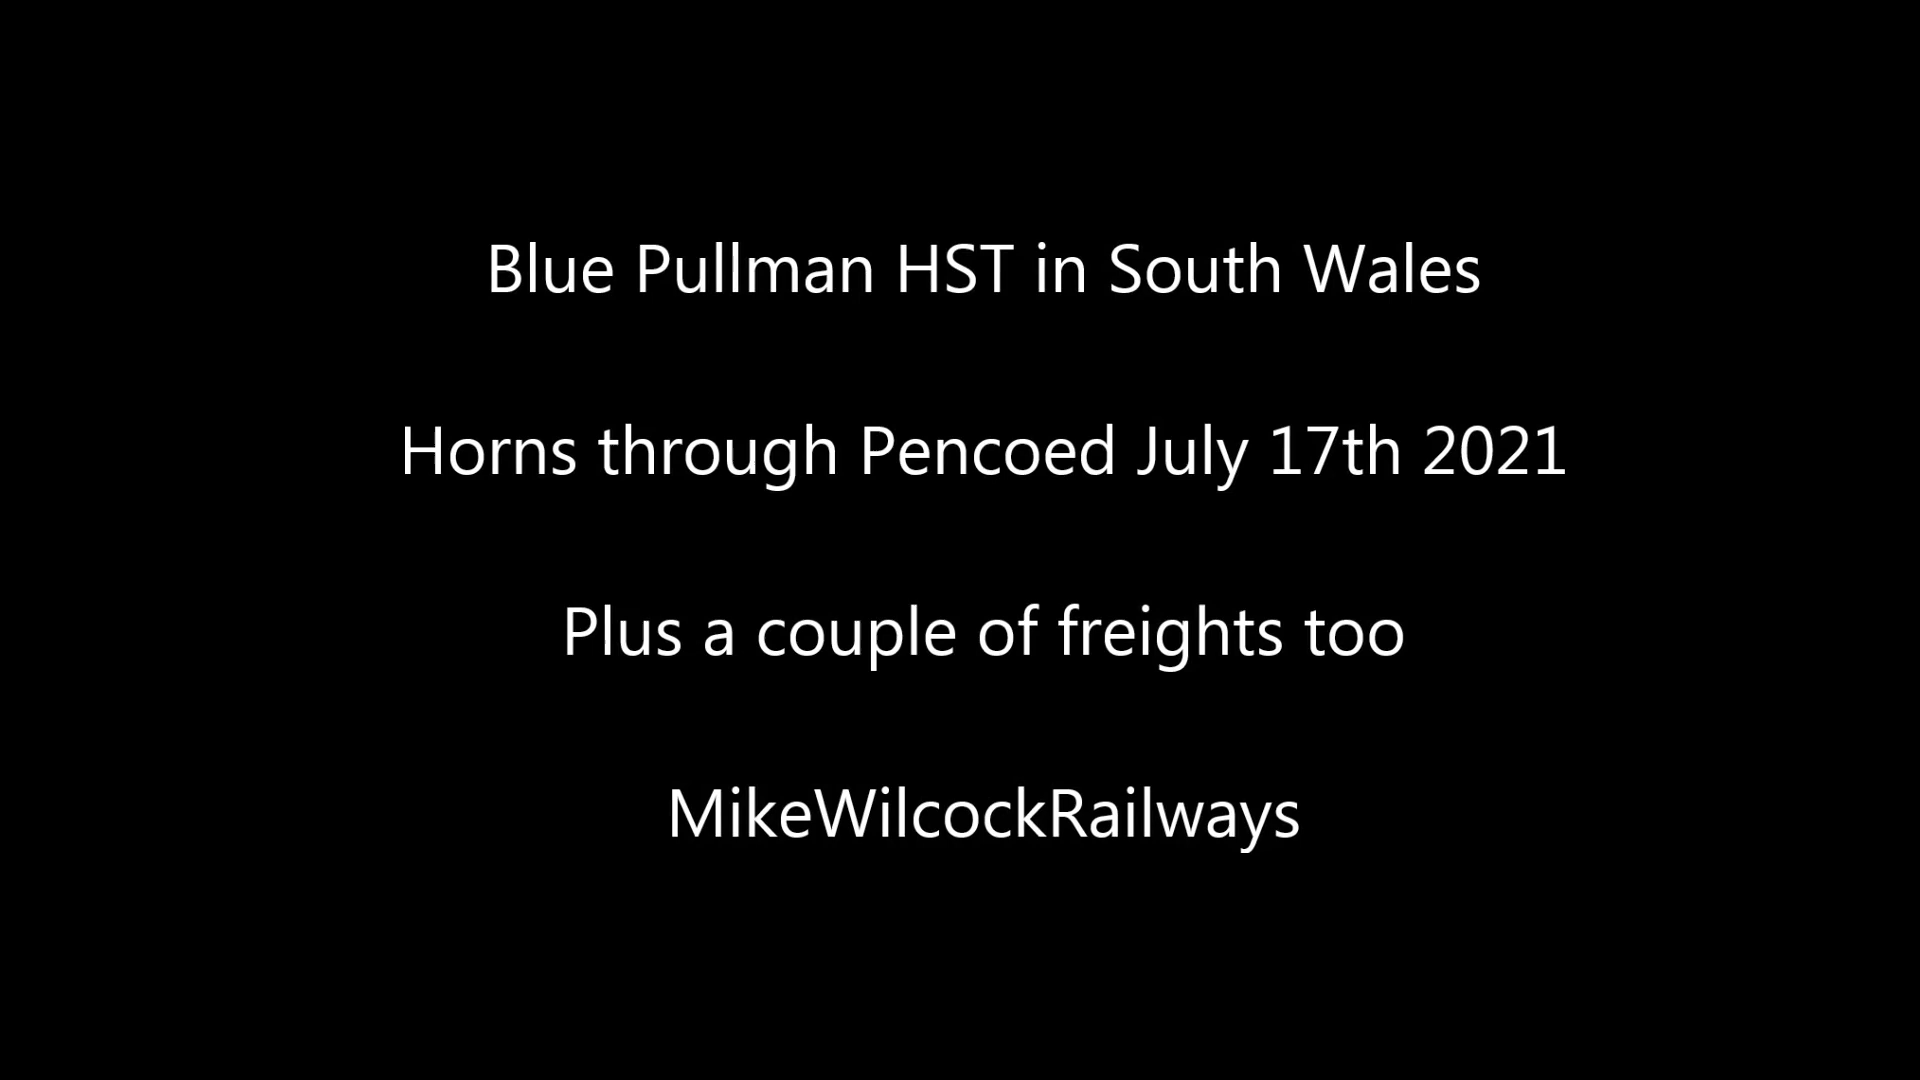 Blue Pullman HST in South Wales
Horns through Pencoed July 17th 2021
Plus a couple of freights too
MikeWilcockRailways